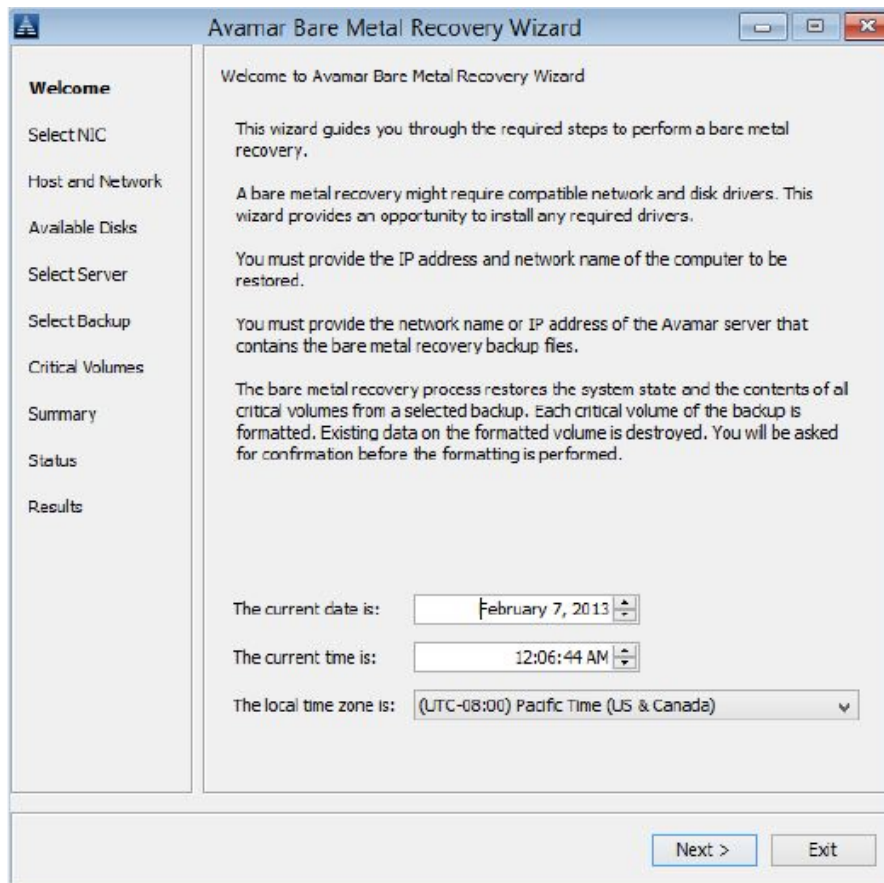 Avamar Bare Metal Recovery Wizard
Welcome
Select NIC
Host and Network
Available Disks
Select Server
Select Backup
Critical Volumes
Summary
Status
Results
Welcome to Avamar Bare Metal Recovery Wizard
This wizard guides you through the required steps to perform a bare metal
recovery.
A bare metal recovery might require compatible network and disk drivers. This
wizard provides an opportunity to install any required drivers.
You must provide the IP address and network name of the computer to be
restored.
You must provide the network name or IP address of the Avamar server that
contains the bare metal recovery backup files.
The bare metal recovery process restores the system state and the contents of all
critical volumes from a selected backup. Each critical volume of the backup is
formatted. Existing data on the formatted volume is destroyed. You will be asked
for confirmation before the formatting is performed.
The current date is: February 7, 2013
The current time is: 12:06:44 AM
The local time zone is: (UTC-08:00) Pacific Time (US & Canada)
Next > Exit